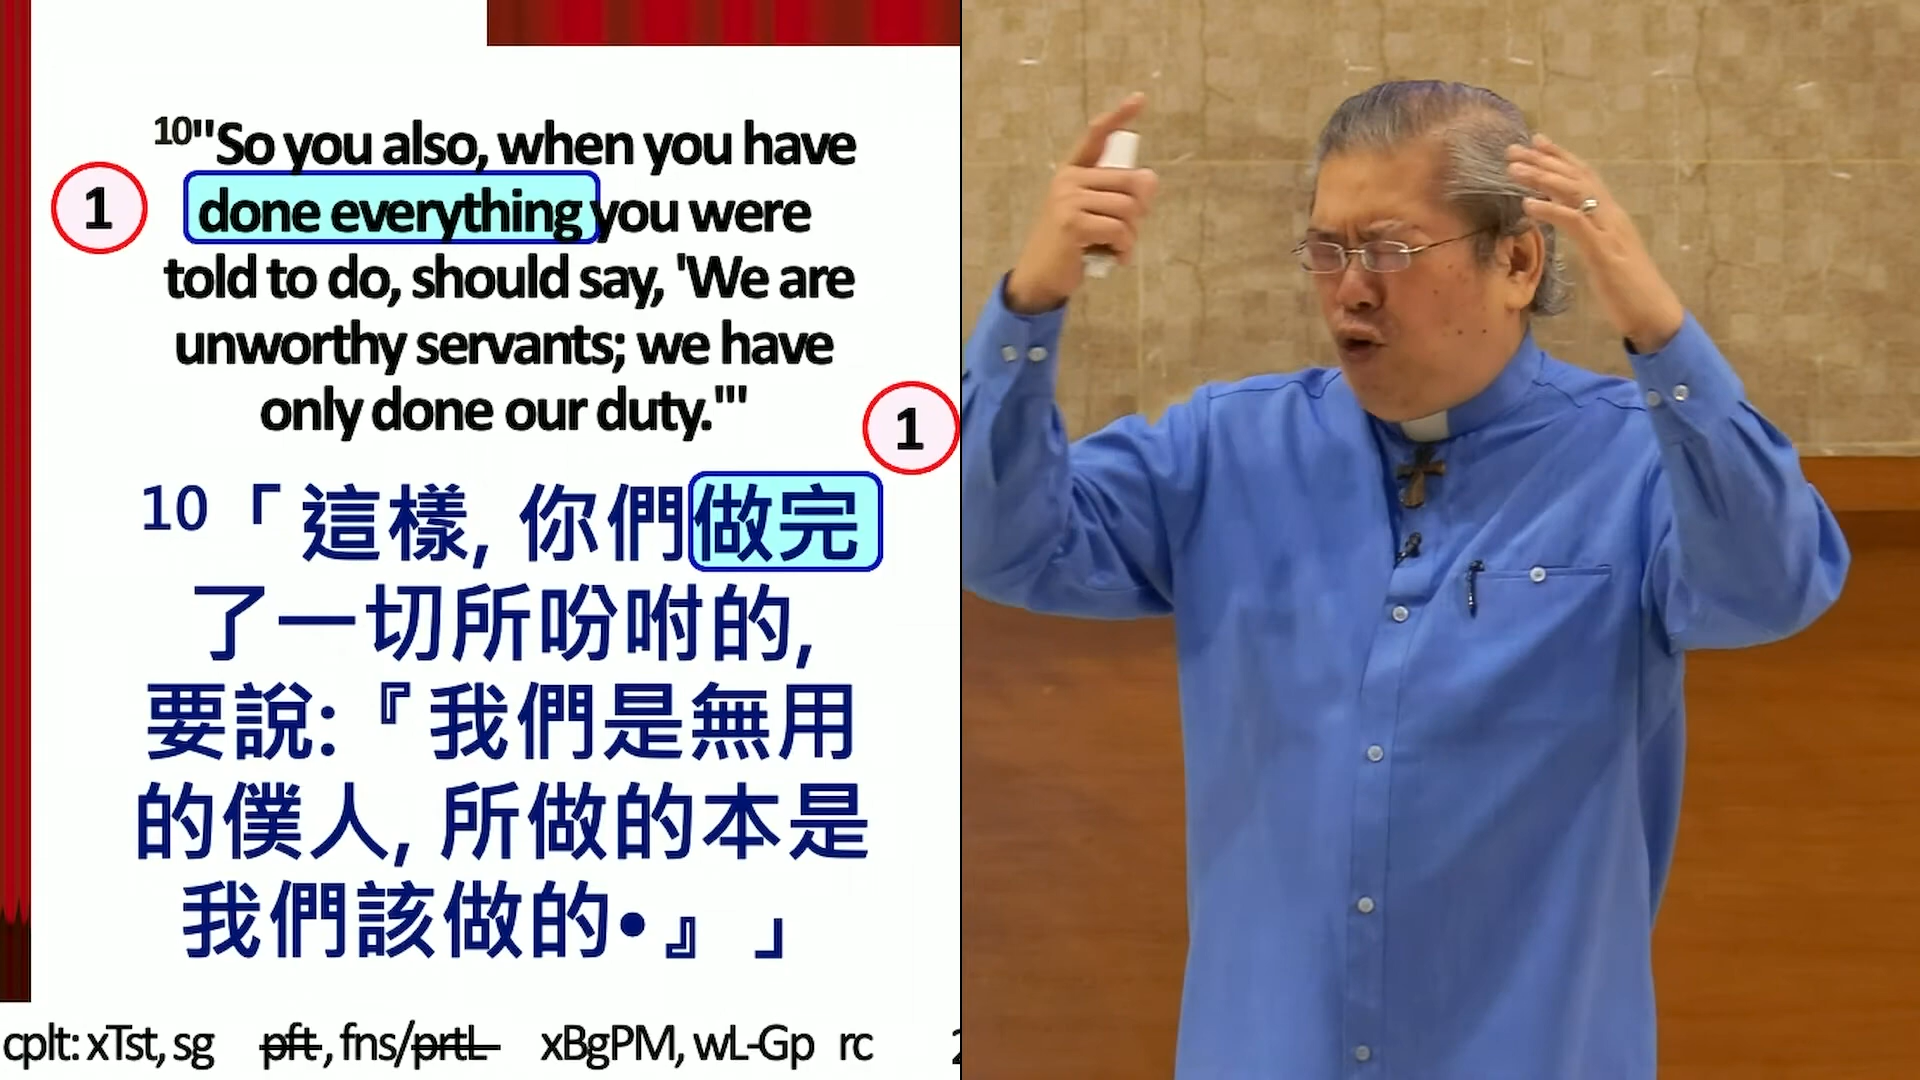 10"So you also, when you have
1
done everything you were
told to do, should say, 'We are
unworthy servants; we have
only done our duty.'"
1
10「這樣, 你們做完
了一切所吩咐的,
要說:『我們是無用
的僕人, 所做的本是
我們該做的•』」
cplt: xTst, sg pft, fns/prtL xBgPM, wL-Gp rc